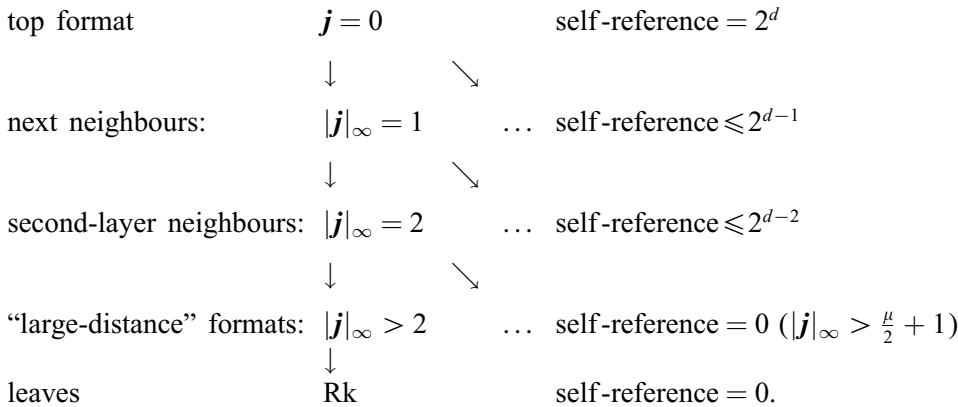 top format j = 0 self-reference = 2^d
↓ ↘
next neighbours: |j|∞ = 1 … self-reference ⩽ 2^{d−1}
↓ ↘
second-layer neighbours: |j|∞ = 2 … self-reference ⩽ 2^{d−2}
↓ ↘
“large-distance” formats: |j|∞ > 2 … self-reference = 0 (|j|∞ > μ/2 + 1)
↓
leaves Rk self-reference = 0.